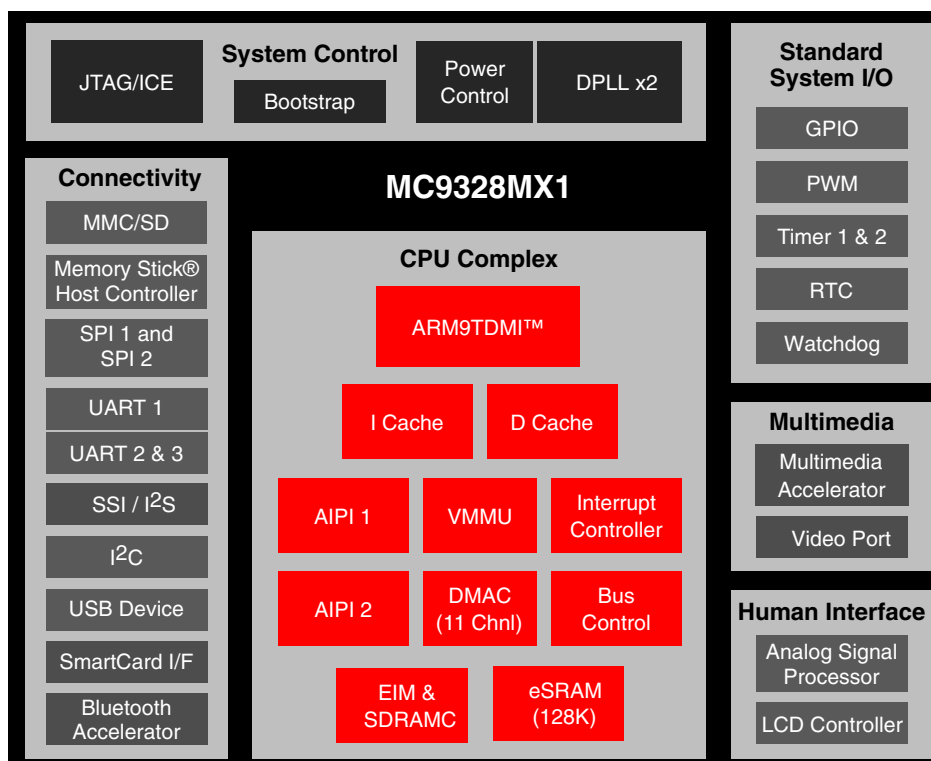 System Control
JTAG/ICE
Bootstrap
Power
Control
DPLL x2
Standard
System I/O
GPIO
PWM
Timer 1 & 2
RTC
Watchdog
Connectivity
MMC/SD
Memory Stick®
Host Controller
SPI 1 and
SPI 2
UART 1
UART 2 & 3
SSI / I2S
I2C
USB Device
SmartCard I/F
Bluetooth
Accelerator
MC9328MX1
CPU Complex
ARM9TDMI™
I Cache
D Cache
AIPI 1
VMMU
Interrupt
Controller
AIPI 2
DMAC
(11 Chnl)
Bus
Control
EIM &
SDRAMC
eSRAM
(128K)
Multimedia
Multimedia
Accelerator
Video Port
Human Interface
Analog Signal
Processor
LCD Controller